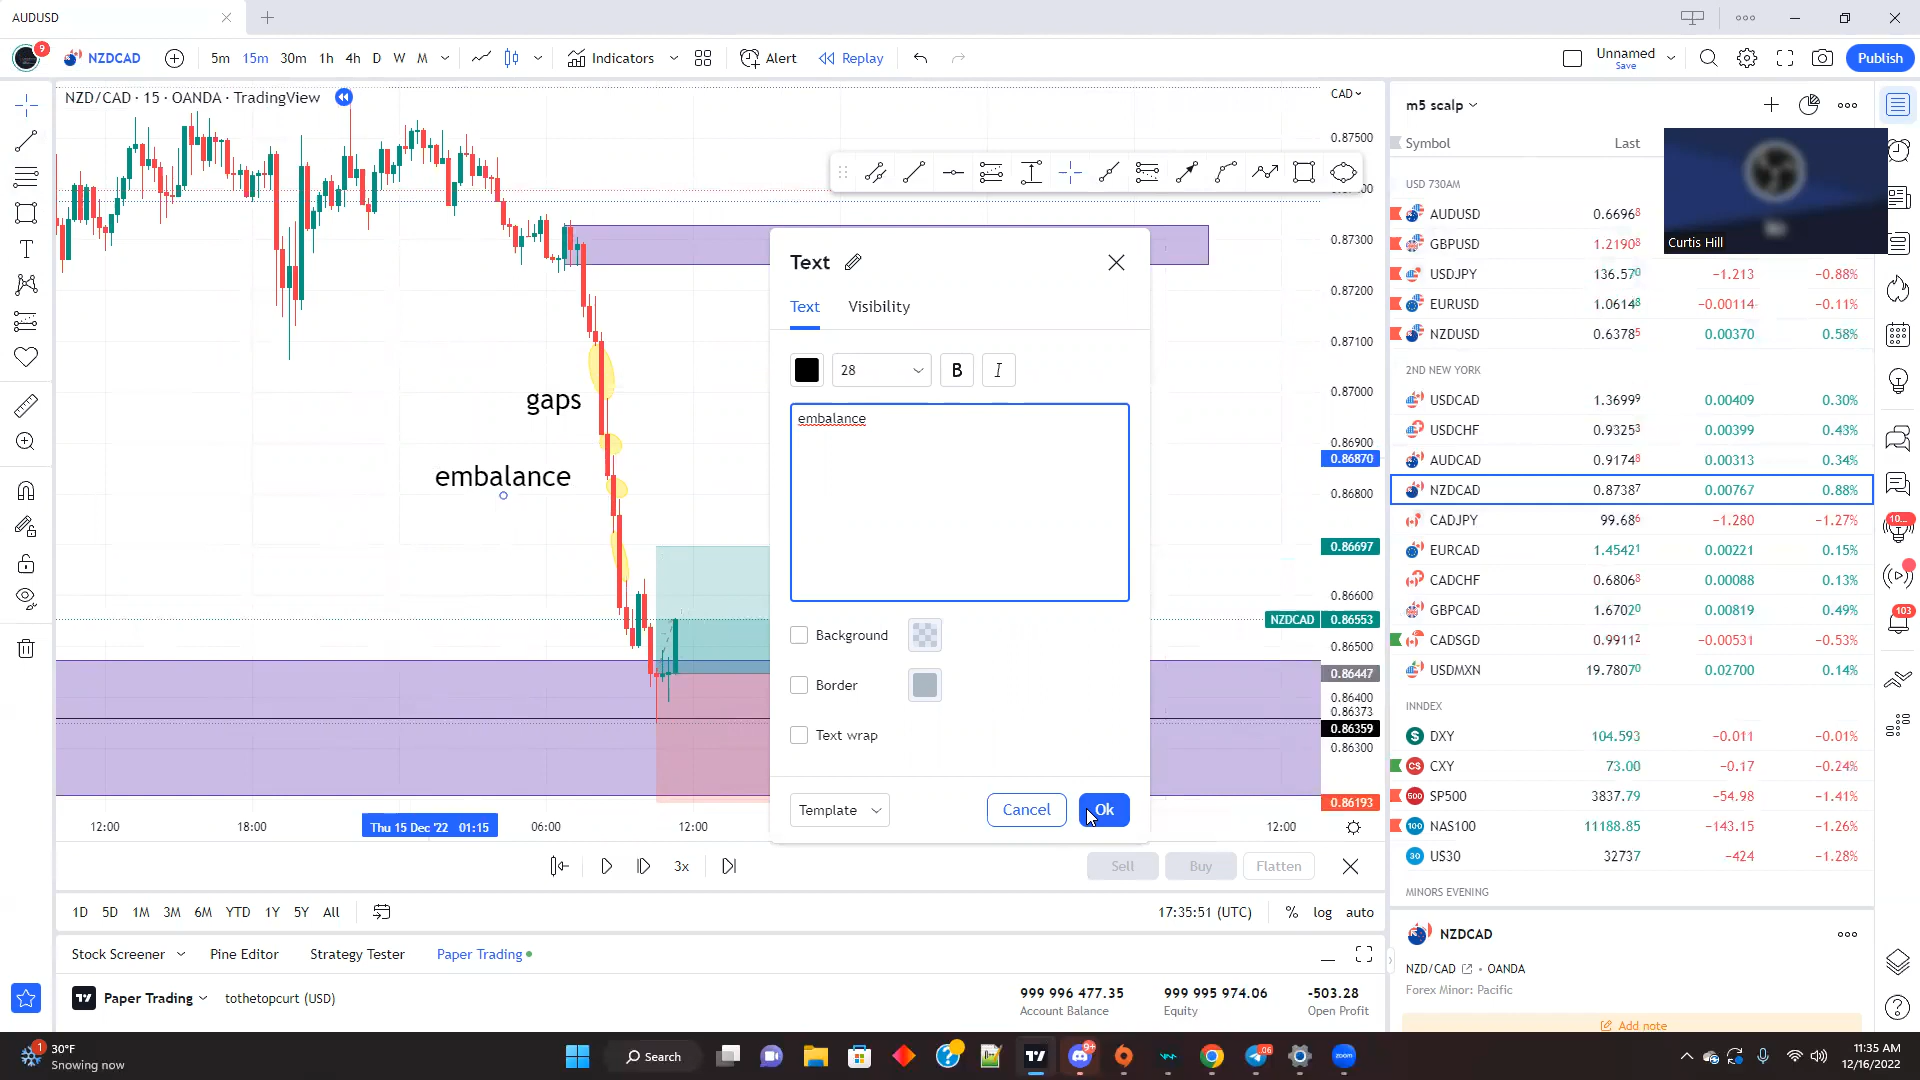 AUDUSD
9
NZDCAD
5m 15m 30m 1h 4h D W M
Indicators
Alert
Replay
Unnamed
Save
Publish
NZD/CAD · 15 · OANDA · TradingView
CAD
0.87500
0.87300
0.87200
0.87100
0.87000
0.86900
0.86870
0.86800
0.86697
0.86600
NZDCAD 0.86553
0.86500
0.86447
0.86400
0.86373
0.86359
0.86300
0.86193
gaps
embalance
Text
Text Visibility
28 B I
embalance
Background
Border
Text wrap
Template
Cancel
Ok
12:00 18:00 Thu 15 Dec '22 01:15 06:00 12:00 12:00
3x
Sell Buy Flatten
1D 5D 1M 3M 6M YTD 1Y 5Y All
17:35:51 (UTC) % log auto
Stock Screener Pine Editor Strategy Tester Paper Trading
Paper Trading tothetopcurt (USD)
999 996 477.35
Account Balance
999 995 974.06
Equity
-503.28
Open Profit
m5 scalp
Symbol Last
Curtis Hill
USD 730AM
AUDUSD 0.66968
GBPUSD 1.21908
USDJPY 136.570 −1.213 −0.88%
EURUSD 1.06148 −0.00114 −0.11%
NZDUSD 0.63785 0.00370 0.58%
2ND NEW YORK
USDCAD 1.36999 0.00409 0.30%
USDCHF 0.93253 0.00399 0.43%
AUDCAD 0.91748 0.00313 0.34%
NZDCAD 0.87387 0.00767 0.88%
CADJPY 99.686 −1.280 −1.27%
EURCAD 1.45421 0.00221 0.15%
CADCHF 0.68068 0.00088 0.13%
GBPCAD 1.67020 0.00819 0.49%
CADSGD 0.99112 −0.00531 −0.53%
USDMXN 19.78070 0.02700 0.14%
INNDEX
DXY 104.593 −0.011 −0.01%
CXY 73.00 −0.17 −0.24%
SP500 3837.79 −54.98 −1.41%
NAS100 11188.85 −143.15 −1.26%
US30 32737 −424 −1.28%
MINORS EVENING
NZDCAD
NZD/CAD • OANDA
Forex Minor: Pacific
Add note
103
1
30°F
Snowing now
Search
zoom
11:35 AM
12/16/2022